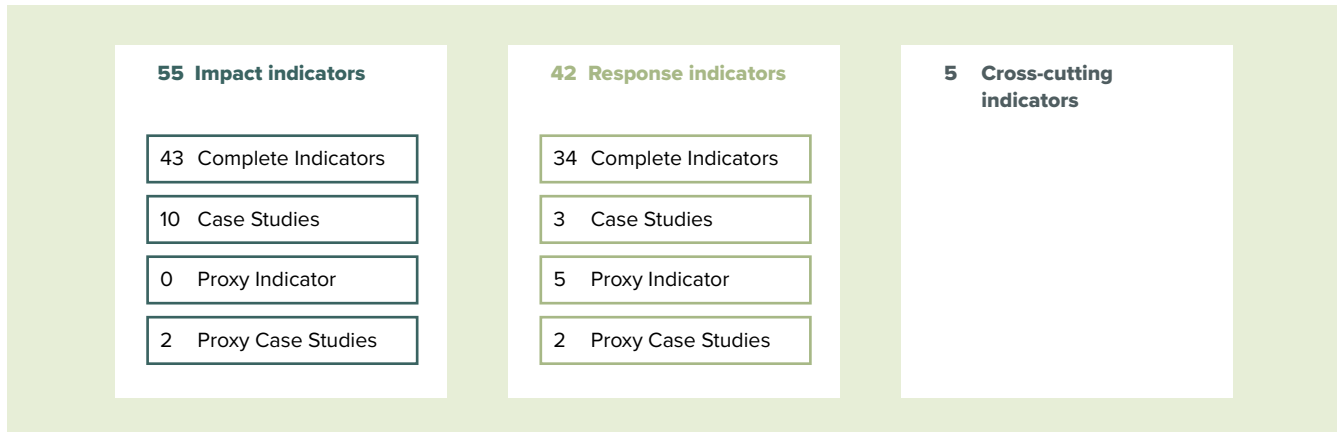 55 Impact indicators
43 Complete Indicators
10 Case Studies
0 Proxy Indicator
2 Proxy Case Studies
42 Response indicators
34 Complete Indicators
3 Case Studies
5 Proxy Indicator
2 Proxy Case Studies
5 Cross-cutting
indicators